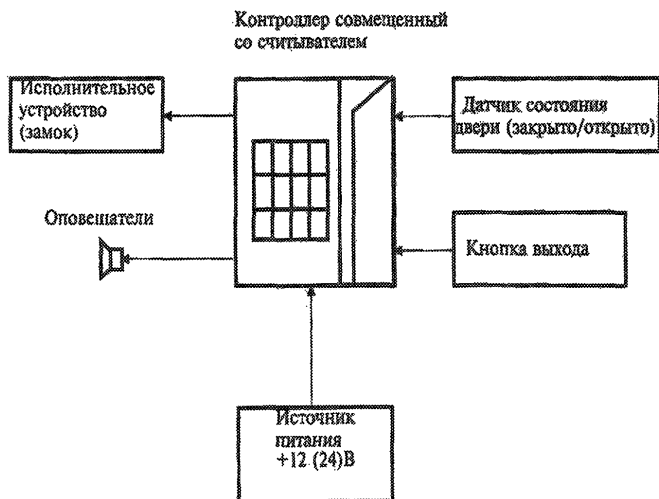 Контроллер совмещенный
со считывателем
Исполнительное
устройство
(замок)
Датчик состояния
двери (закрыто/открыто)
Оповещатели
Кнопка выхода
Источник
питания
+12 (24)В